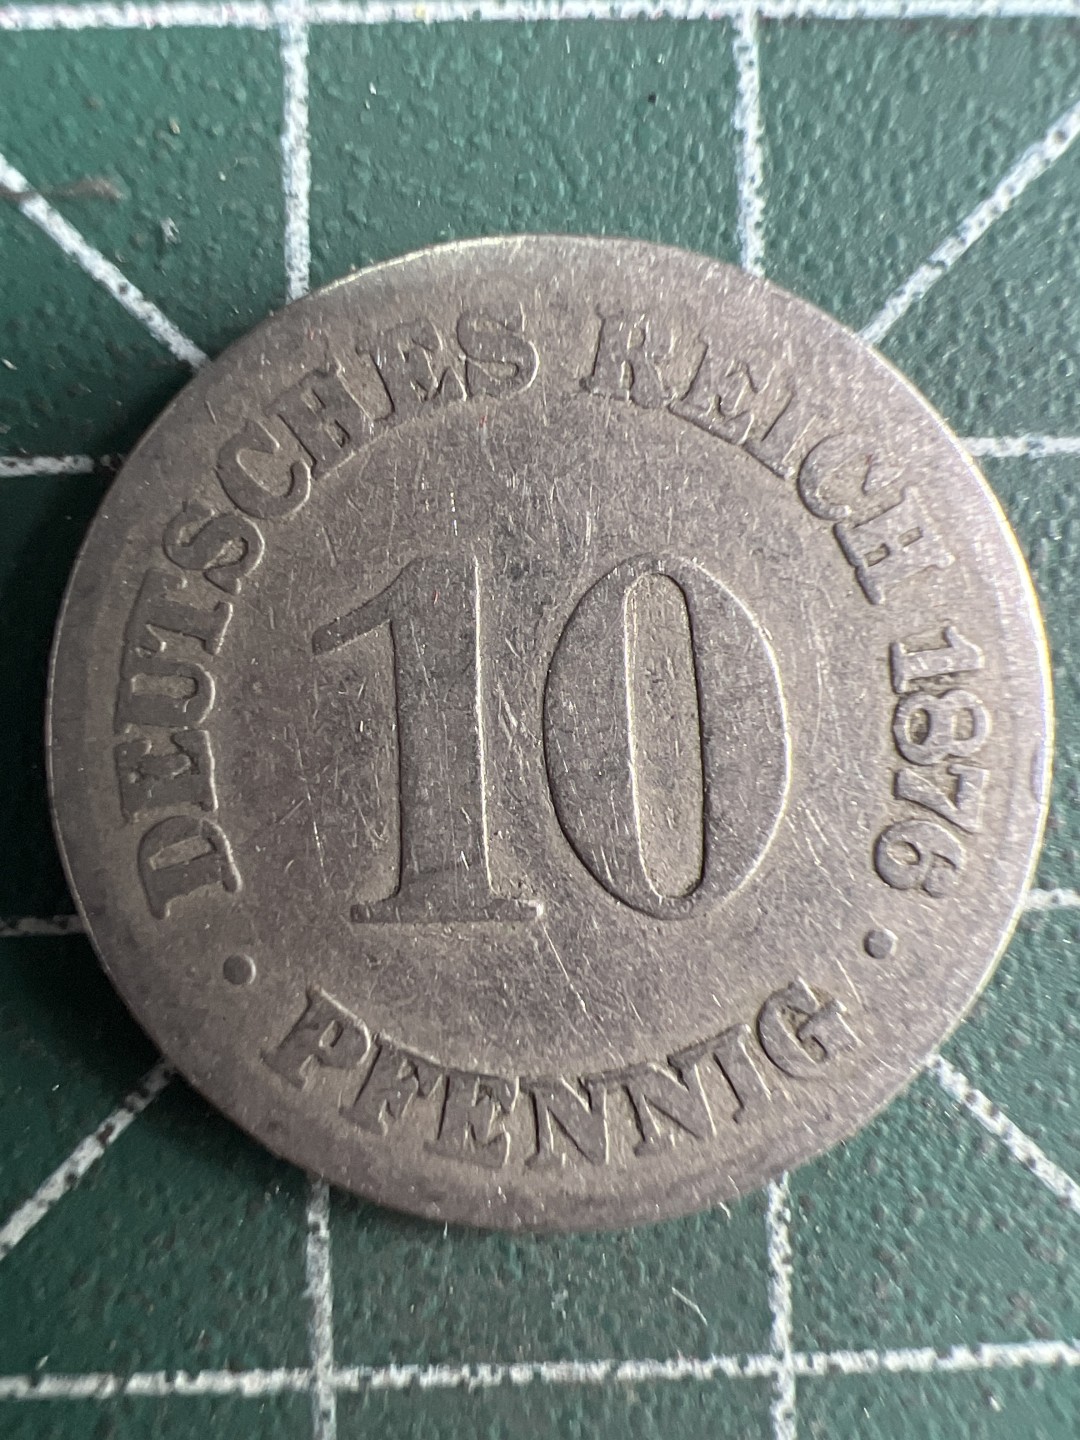 DEUTSCHES REICH 1876
10
• PFENNIG •